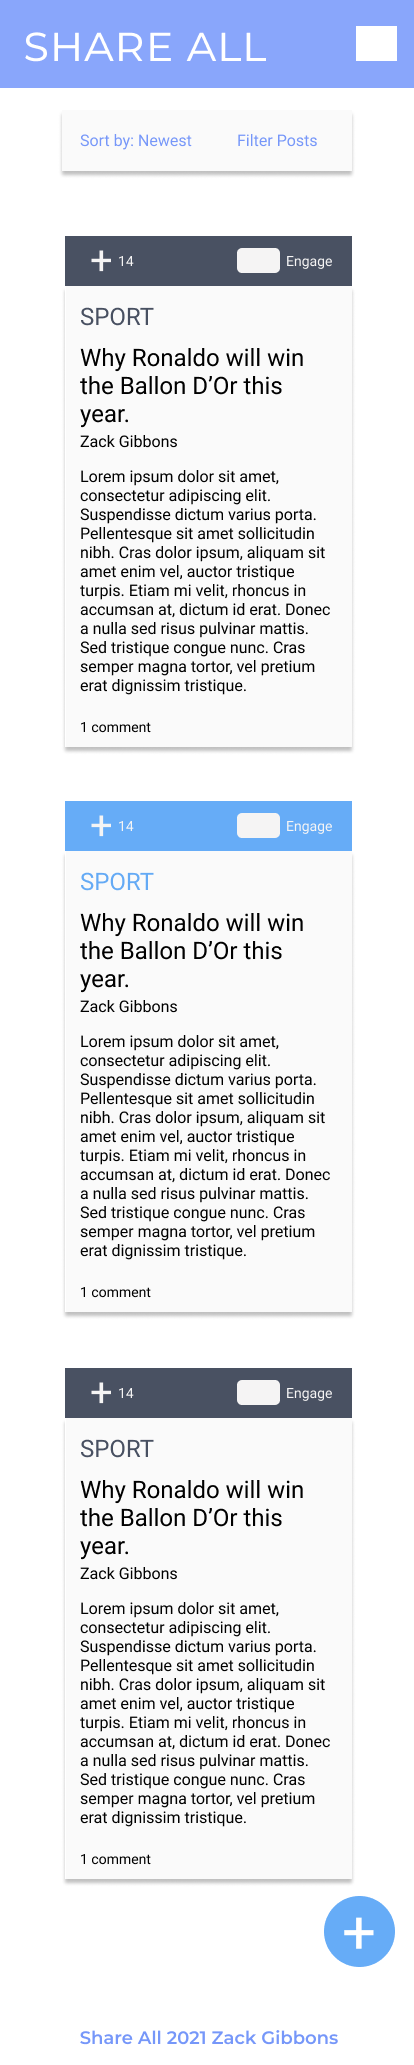 SHARE ALL
Sort by: Newest Filter Posts
+ 14 Engage
SPORT
Why Ronaldo will win
the Ballon D’Or this
year.
Zack Gibbons
Lorem ipsum dolor sit amet,
consectetur adipiscing elit.
Suspendisse dictum varius porta.
Pellentesque sit amet sollicitudin
nibh. Cras dolor ipsum, aliquam sit
amet enim vel, auctor tristique
turpis. Etiam mi velit, rhoncus in
accumsan at, dictum id erat. Donec
a nulla sed risus pulvinar mattis.
Sed tristique congue nunc. Cras
semper magna tortor, vel pretium
erat dignissim tristique.
1 comment
+ 14 Engage
SPORT
Why Ronaldo will win
the Ballon D’Or this
year.
Zack Gibbons
Lorem ipsum dolor sit amet,
consectetur adipiscing elit.
Suspendisse dictum varius porta.
Pellentesque sit amet sollicitudin
nibh. Cras dolor ipsum, aliquam sit
amet enim vel, auctor tristique
turpis. Etiam mi velit, rhoncus in
accumsan at, dictum id erat. Donec
a nulla sed risus pulvinar mattis.
Sed tristique congue nunc. Cras
semper magna tortor, vel pretium
erat dignissim tristique.
1 comment
+ 14 Engage
SPORT
Why Ronaldo will win
the Ballon D’Or this
year.
Zack Gibbons
Lorem ipsum dolor sit amet,
consectetur adipiscing elit.
Suspendisse dictum varius porta.
Pellentesque sit amet sollicitudin
nibh. Cras dolor ipsum, aliquam sit
amet enim vel, auctor tristique
turpis. Etiam mi velit, rhoncus in
accumsan at, dictum id erat. Donec
a nulla sed risus pulvinar mattis.
Sed tristique congue nunc. Cras
semper magna tortor, vel pretium
erat dignissim tristique.
1 comment
+
Share All 2021 Zack Gibbons